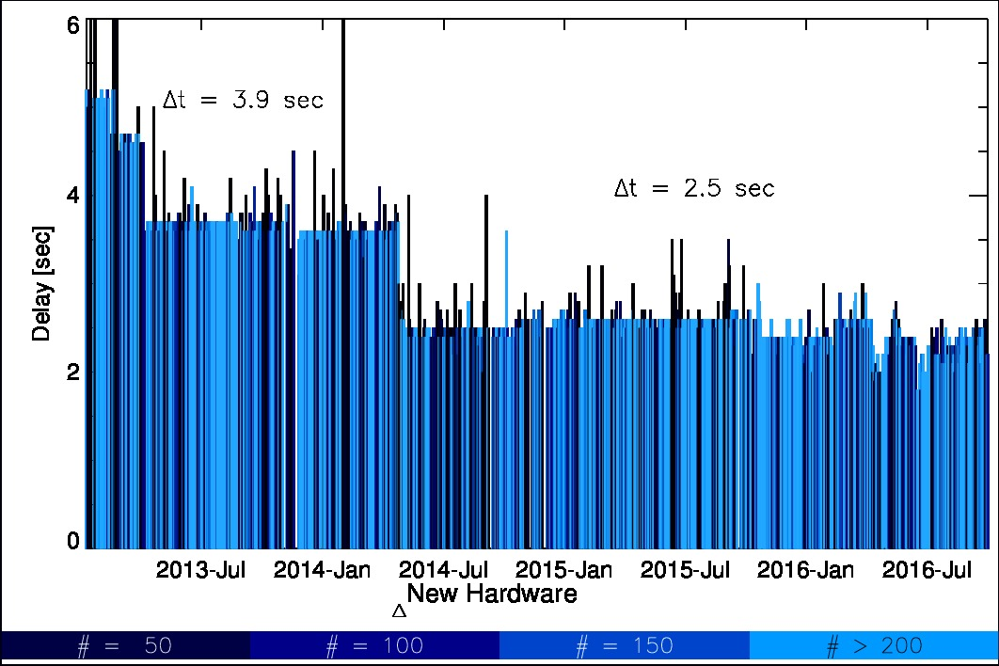 6
Δt = 3.9 sec
4
Δt = 2.5 sec
Delay [sec]
2
0
2013-Jul 2014-Jan 2014-Jul 2015-Jan 2015-Jul 2016-Jan 2016-Jul
Δ New Hardware
# = 50 # = 100 # = 150 # > 200